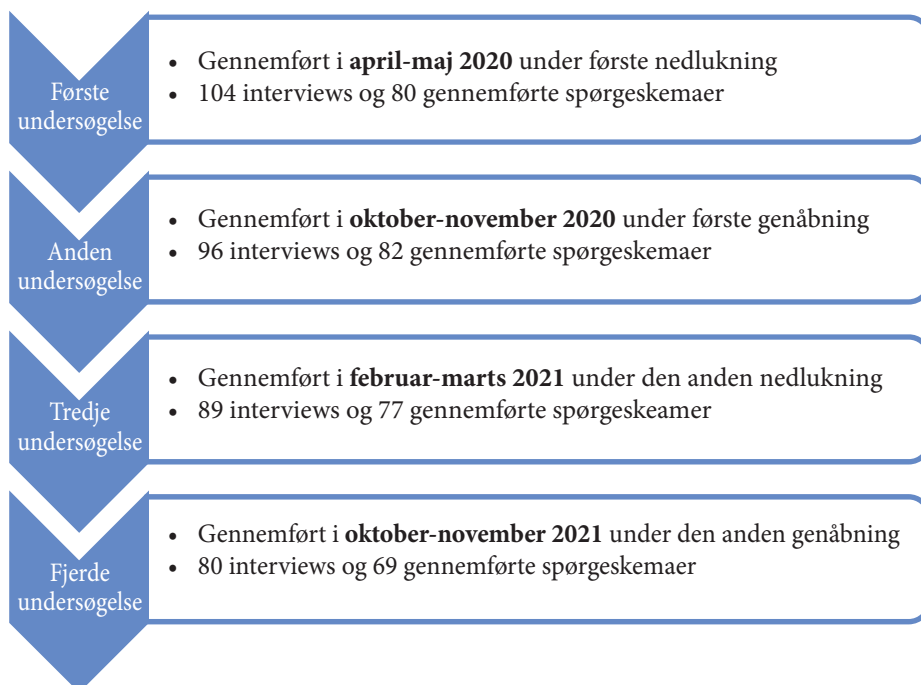 Første
undersøgelse
• Gennemført i april-maj 2020 under første nedlukning
• 104 interviews og 80 gennemførte spørgeskemaer
Anden
undersøgelse
• Gennemført i oktober-november 2020 under første genåbning
• 96 interviews og 82 gennemførte spørgeskemaer
Tredje
undersøgelse
• Gennemført i februar-marts 2021 under den anden nedlukning
• 89 interviews og 77 gennemførte spørgeskeamer
Fjerde
undersøgelse
• Gennemført i oktober-november 2021 under den anden genåbning
• 80 interviews og 69 gennemførte spørgeskemaer